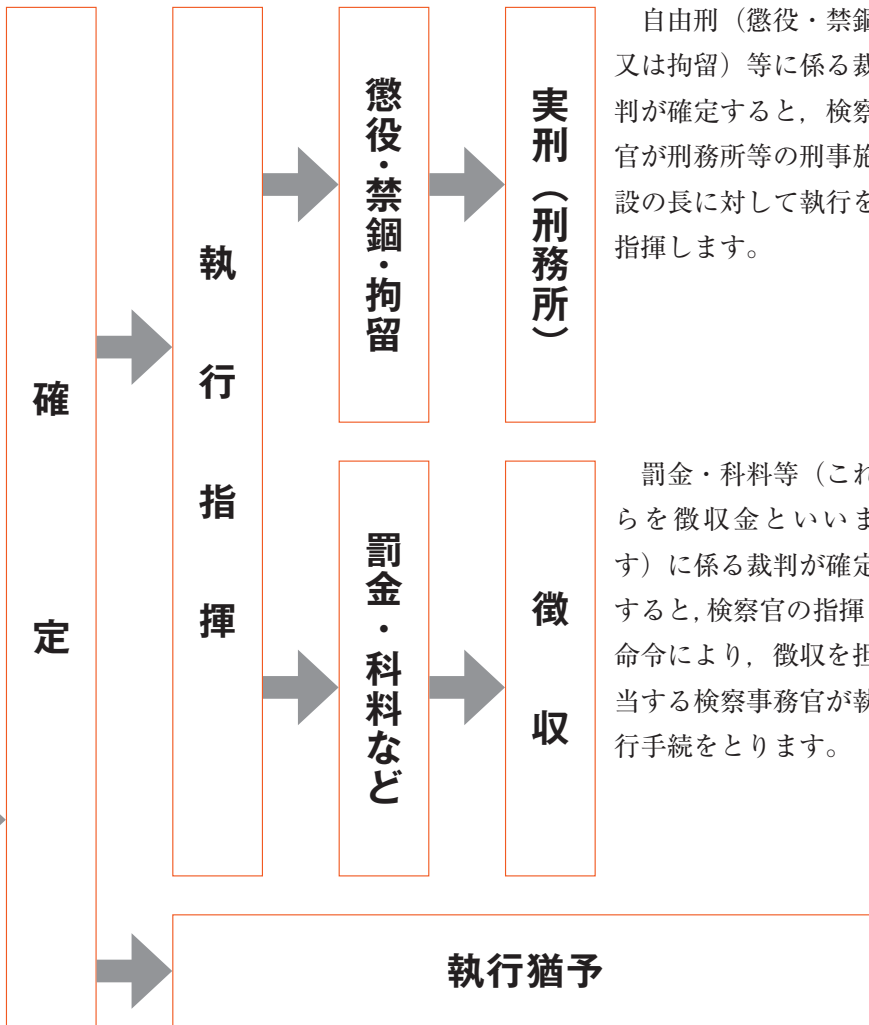 確定
執行指揮
懲役・禁錮・拘留
実刑（刑務所）
自由刑（懲役・禁錮
又は拘留）等に係る裁
判が確定すると，検察
官が刑務所等の刑事施
設の長に対して執行を
指揮します。
罰金・科料など
徴収
罰金・科料等（これ
らを徴収金といいま
す）に係る裁判が確定
すると，検察官の指揮
命令により，徴収を担
当する検察事務官が執
行手続をとります。
執行猶予